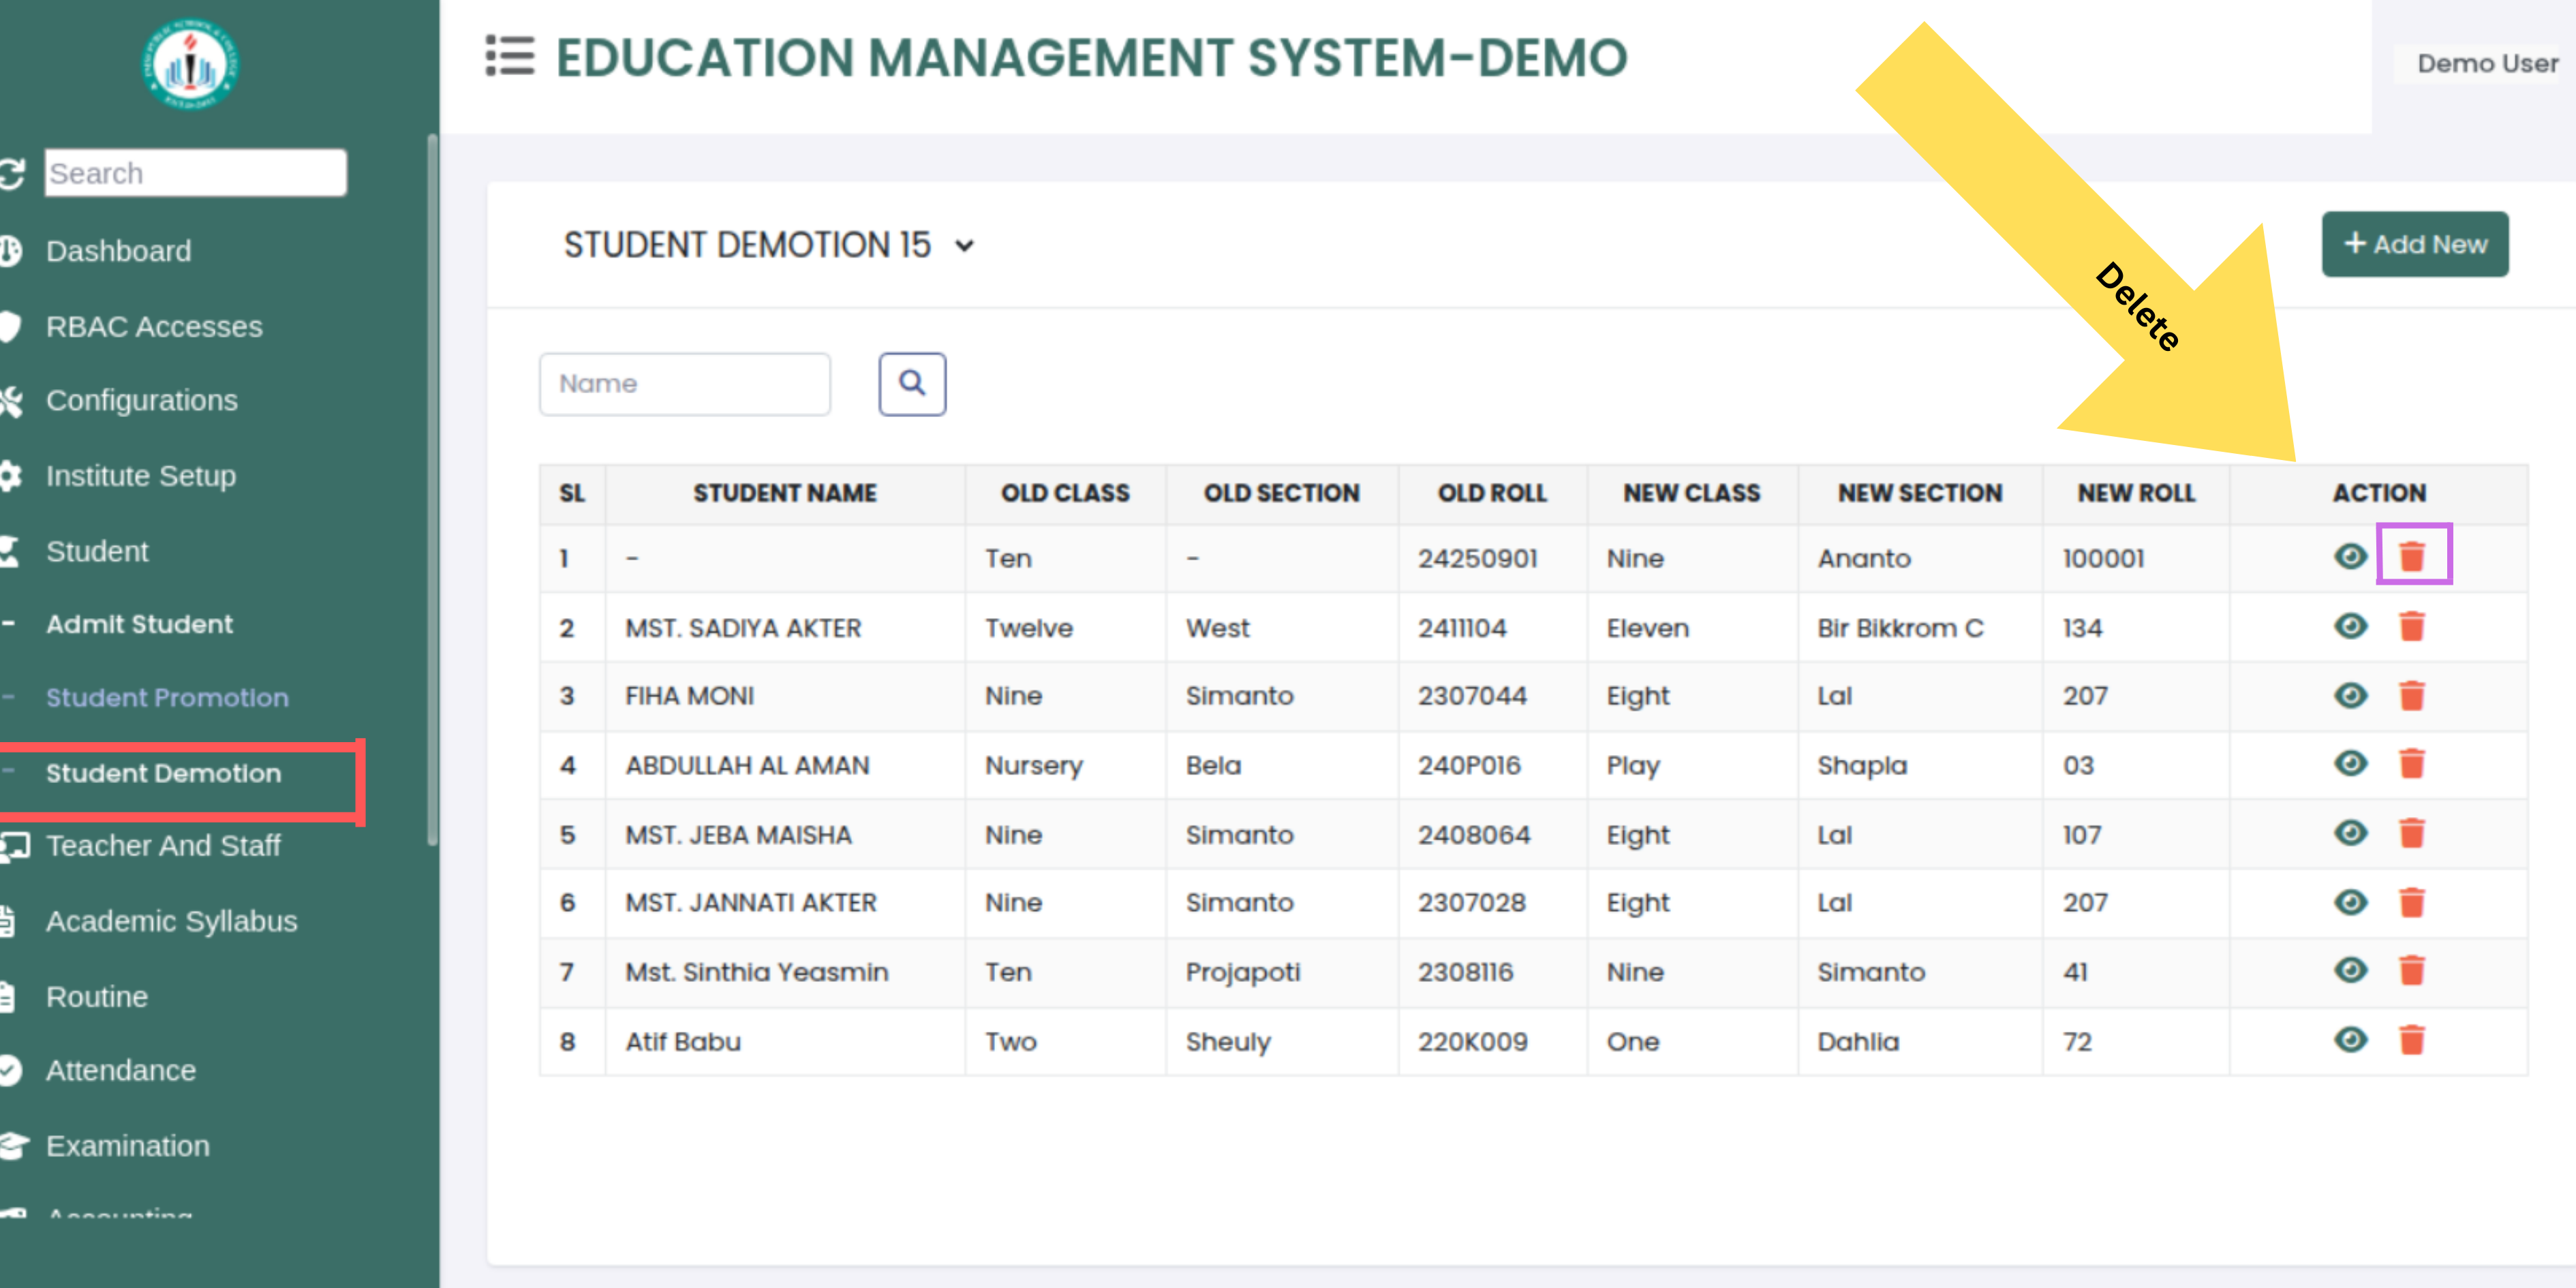 EDUCATION MANAGEMENT SYSTEM-DEMO
Demo User
Search
Dashboard
RBAC Accesses
Configurations
Institute Setup
Student
- Admit Student
- Student Promotion
- Student Demotion
Teacher And Staff
Academic Syllabus
Routine
Attendance
Examination
Accounting
STUDENT DEMOTION 15
+ Add New
Delete
Name
SL STUDENT NAME OLD CLASS OLD SECTION OLD ROLL NEW CLASS NEW SECTION NEW ROLL ACTION
1 - Ten - 24250901 Nine Ananto 100001
2 MST. SADIYA AKTER Twelve West 2411104 Eleven Bir Bikkrom C 134
3 FIHA MONI Nine Simanto 2307044 Eight Lal 207
4 ABDULLAH AL AMAN Nursery Bela 240P016 Play Shapla 03
5 MST. JEBA MAISHA Nine Simanto 2408064 Eight Lal 107
6 MST. JANNATI AKTER Nine Simanto 2307028 Eight Lal 207
7 Mst. Sinthia Yeasmin Ten Projapoti 2308116 Nine Simanto 41
8 Atif Babu Two Sheuly 220K009 One Dahlia 72